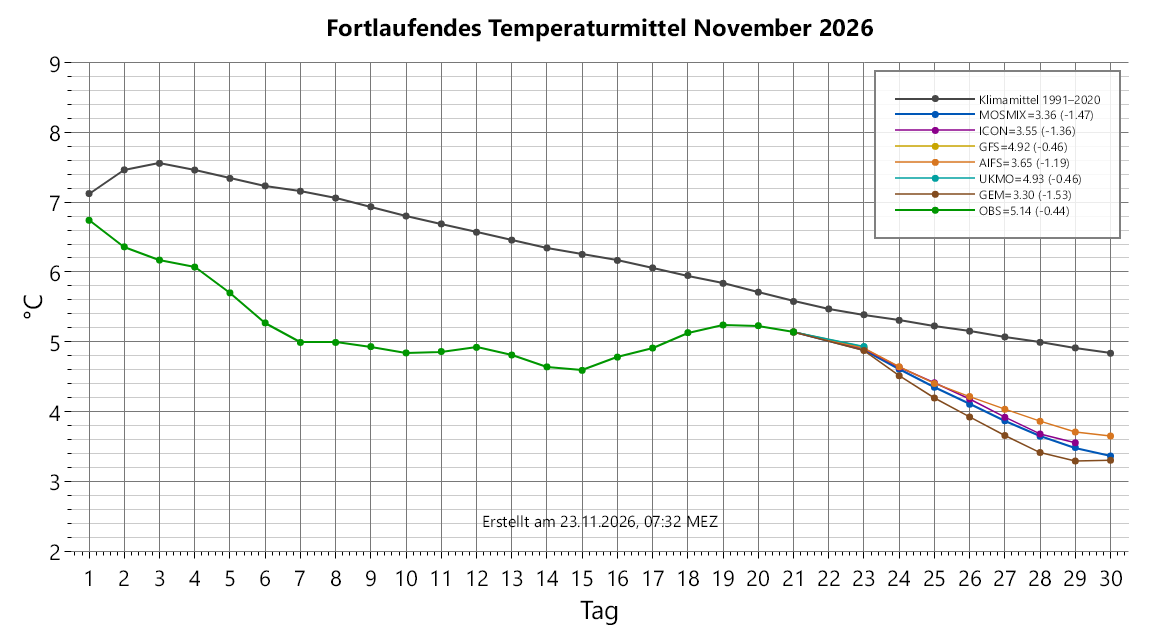 Fortlaufendes Temperaturmittel November 2026
9
8
7
6
5
4
3
2
°C
Klimamittel 1991–2020
MOSMIX=3.36 (-1.47)
ICON=3.55 (-1.36)
GFS=4.92 (-0.46)
AIFS=3.65 (-1.19)
UKMO=4.93 (-0.46)
GEM=3.30 (-1.53)
OBS=5.14 (-0.44)
Erstellt am 23.11.2026, 07:32 MEZ
1 2 3 4 5 6 7 8 9 10 11 12 13 14 15 16 17 18 19 20 21 22 23 24 25 26 27 28 29 30
Tag